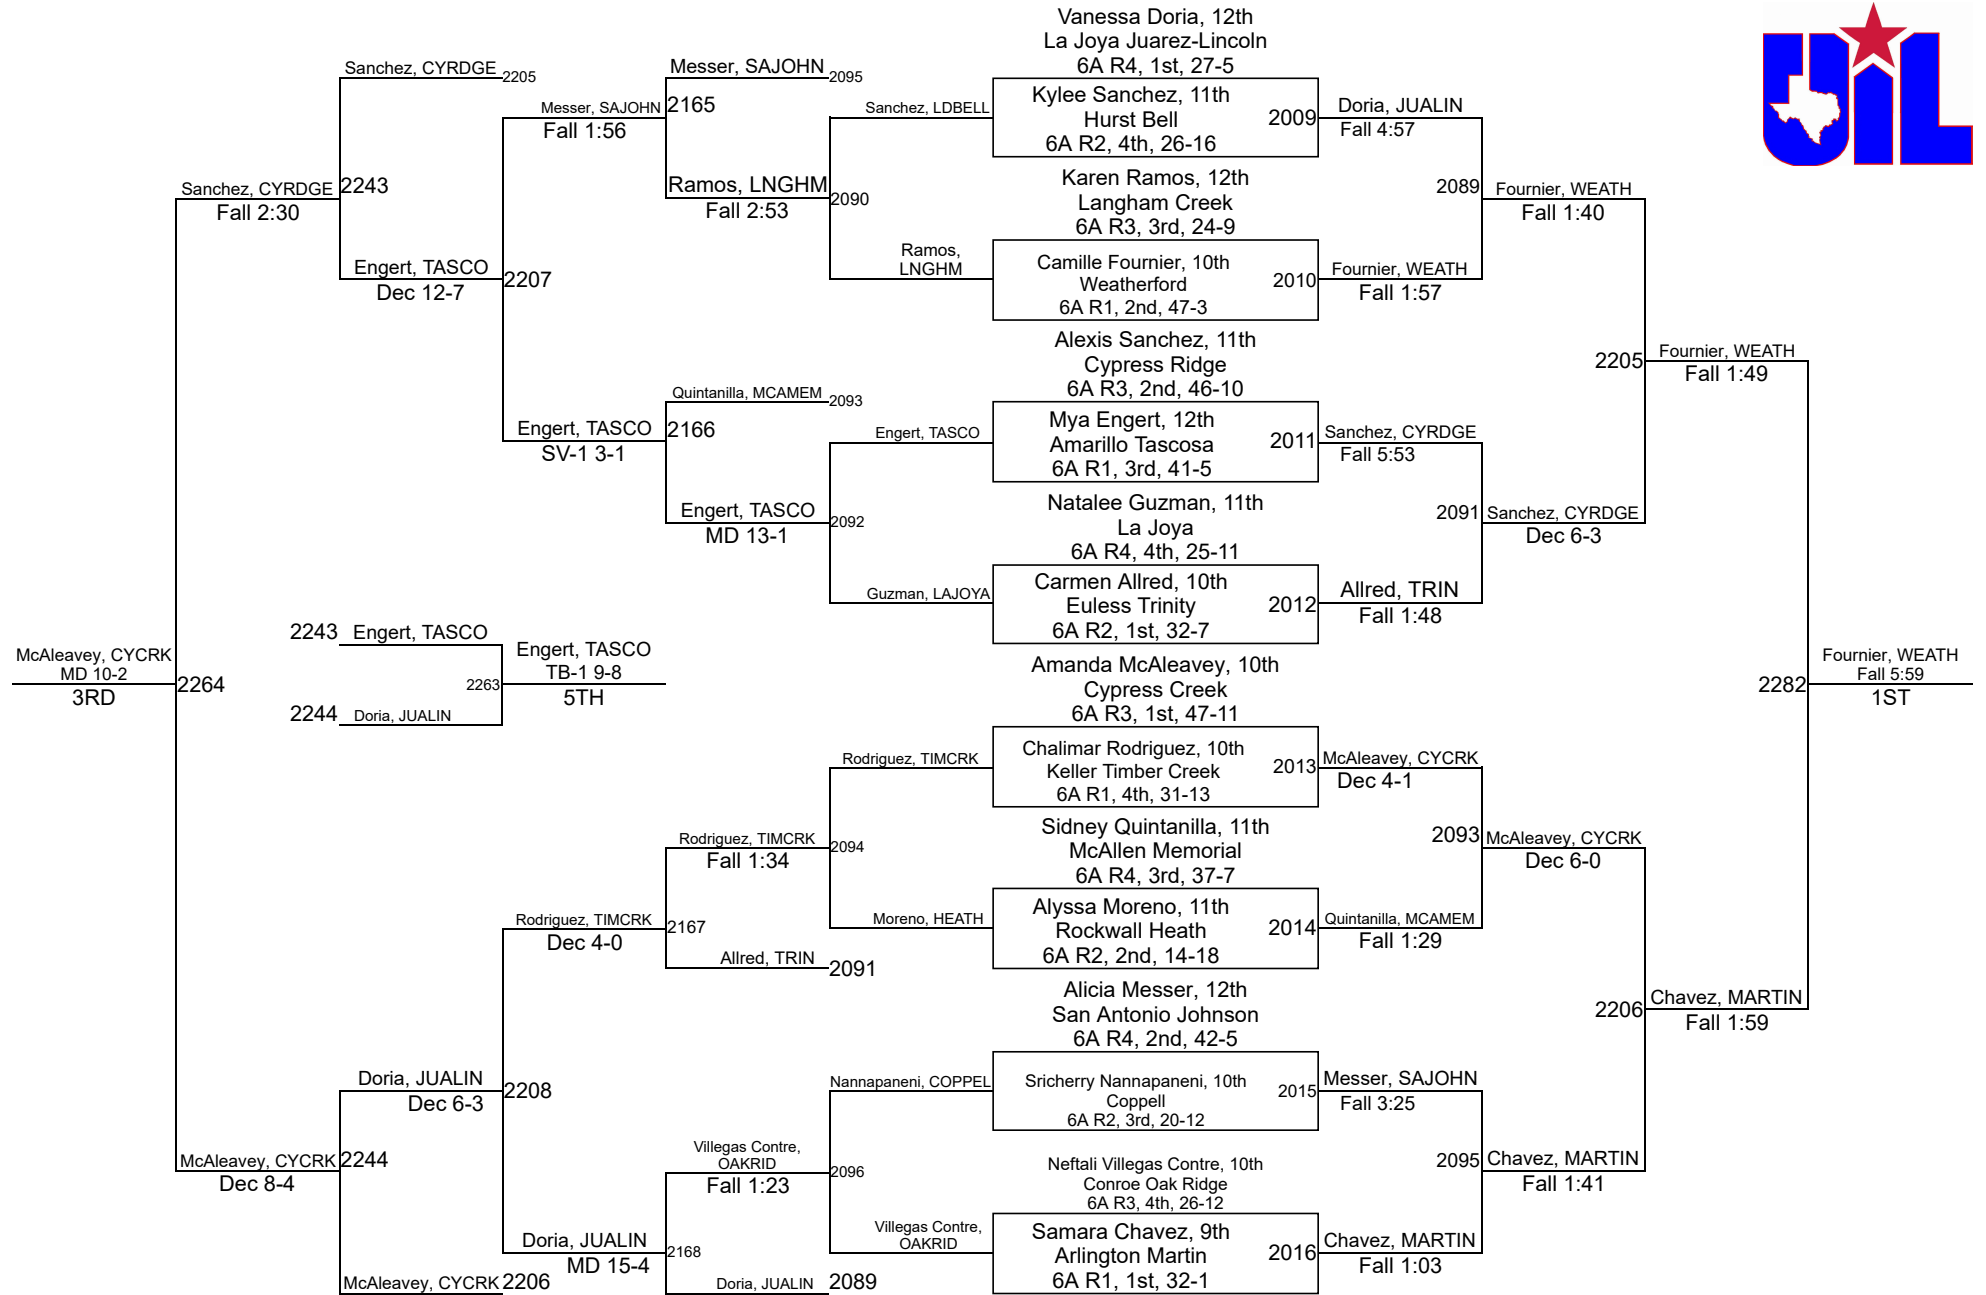 Vanessa Doria, 12th
La Joya Juarez-Lincoln
6A R4, 1st, 27-5
UIL
Sanchez, CYRDGE 2205
Messer, SAJOHN 2095
Messer, SAJOHN 2165
Fall 1:56
Sanchez, LDBELL
Kylee Sanchez, 11th
Hurst Bell
6A R2, 4th, 26-16
2009
Doria, JUALIN
Fall 4:57
Sanchez, CYRDGE 2243
Fall 2:30
Ramos, LNGHM 2090
Fall 2:53
Karen Ramos, 12th
Langham Creek
6A R3, 3rd, 24-9
2089
Fournier, WEATH
Fall 1:40
Engert, TASCO 2207
Dec 12-7
Ramos,
LNGHM
Camille Fournier, 10th
Weatherford
6A R1, 2nd, 47-3
2010
Fournier, WEATH
Fall 1:57
Alexis Sanchez, 11th
Cypress Ridge
6A R3, 2nd, 46-10
2205
Fournier, WEATH
Fall 1:49
Quintanilla, MCAMEM 2093
Engert, TASCO 2166
SV-1 3-1
Engert, TASCO
Mya Engert, 12th
Amarillo Tascosa
6A R1, 3rd, 41-5
2011
Sanchez, CYRDGE
Fall 5:53
Engert, TASCO 2092
MD 13-1
Natalee Guzman, 11th
La Joya
6A R4, 4th, 25-11
2091
Sanchez, CYRDGE
Dec 6-3
Guzman, LAJOYA
Carmen Allred, 10th
Euless Trinity
6A R2, 1st, 32-7
2012
Allred, TRIN
Fall 1:48
2243 Engert, TASCO
McAleavey, CYCRK
MD 10-2
3RD
2264
2263
Engert, TASCO
TB-1 9-8
5TH
2244 Doria, JUALIN
Amanda McAleavey, 10th
Cypress Creek
6A R3, 1st, 47-11
2282
Fournier, WEATH
Fall 5:59
1ST
Rodriguez, TIMCRK
Chalimar Rodriguez, 10th
Keller Timber Creek
6A R1, 4th, 31-13
2013
McAleavey, CYCRK
Dec 4-1
Rodriguez, TIMCRK 2094
Fall 1:34
Sidney Quintanilla, 11th
McAllen Memorial
6A R4, 3rd, 37-7
2093
McAleavey, CYCRK
Dec 6-0
Rodriguez, TIMCRK 2167
Dec 4-0
Moreno, HEATH
Alyssa Moreno, 11th
Rockwall Heath
6A R2, 2nd, 14-18
2014
Quintanilla, MCAMEM
Fall 1:29
Allred, TRIN 2091
Alicia Messer, 12th
San Antonio Johnson
6A R4, 2nd, 42-5
2206
Chavez, MARTIN
Fall 1:59
Doria, JUALIN 2208
Dec 6-3
Nannapaneni, COPPEL
Sricherry Nannapaneni, 10th
Coppell
6A R2, 3rd, 20-12
2015
Messer, SAJOHN
Fall 3:25
McAleavey, CYCRK 2244
Dec 8-4
Villegas Contre,
OAKRID
Fall 1:23
2096
Neftali Villegas Contre, 10th
Conroe Oak Ridge
6A R3, 4th, 26-12
2095
Chavez, MARTIN
Fall 1:41
Doria, JUALIN 2168
MD 15-4
Villegas Contre,
OAKRID
Samara Chavez, 9th
Arlington Martin
6A R1, 1st, 32-1
2016
Chavez, MARTIN
Fall 1:03
McAleavey, CYCRK 2206
Doria, JUALIN 2089